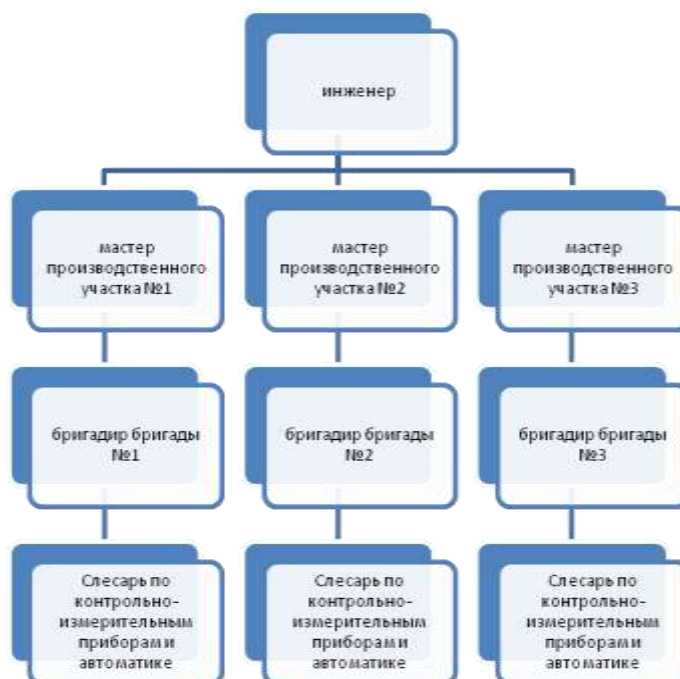 инженер
мастер
производственного
участка №1
мастер
производственного
участка №2
мастер
производственного
участка №3
бригадир бригады
№1
бригадир бригады
№2
бригадир бригады
№3
Слесарь по
контрольно-
измерительным
приборам и
автоматике
Слесарь по
контрольно-
измерительным
приборам и
автоматике
Слесарь по
контрольно-
измерительным
приборам и
автоматике